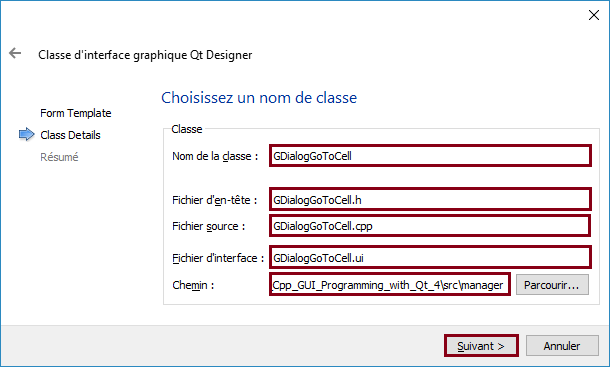 Classe d'interface graphique Qt Designer
Choisissez un nom de classe
Form Template
Class Details
Résumé
Classe
Nom de la classe : GDialogGoToCell
Fichier d'en-tête : GDialogGoToCell.h
Fichier source : GDialogGoToCell.cpp
Fichier d'interface : GDialogGoToCell.ui
Chemin : Cpp_GUI_Programming_with_Qt_4\src\manager Parcourir...
Suivant > Annuler